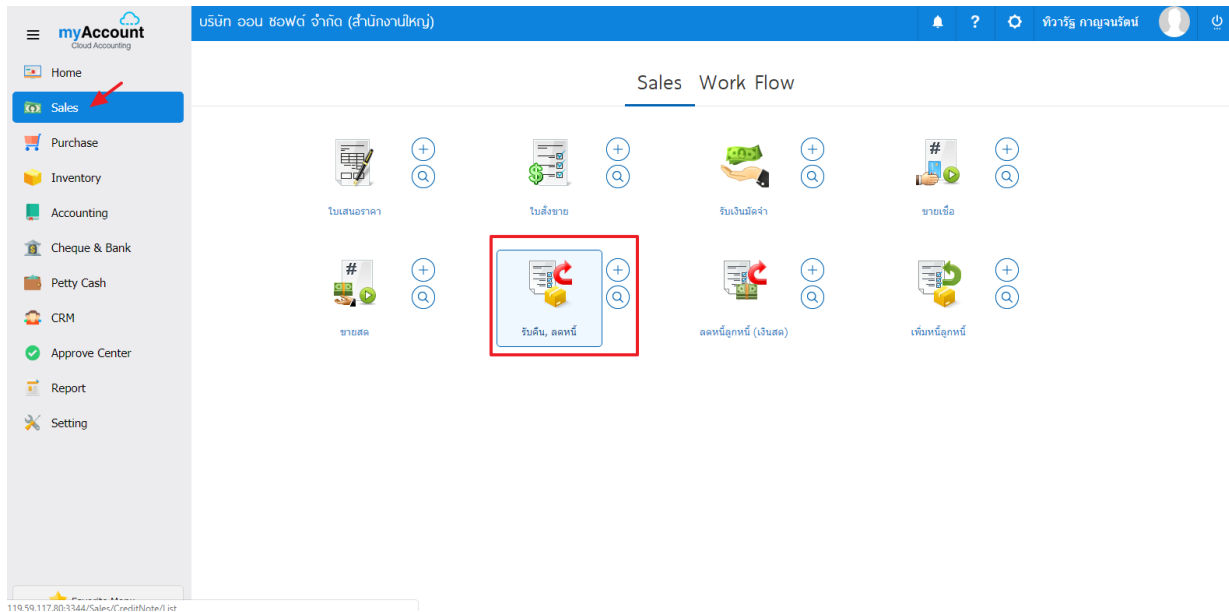 myAccount
Cloud Accounting
บริษัท ออน ซอฟต์ จำกัด (สำนักงานใหญ่)
?
ทิวารัฐ กาญจนรัตน์
Home
Sales
Purchase
Inventory
Accounting
Cheque & Bank
Petty Cash
CRM
Approve Center
Report
Setting
Favorite Menu
Sales Work Flow
ใบเสนอราคา
ใบสั่งขาย
รับเงินมัดจำ
#
ขายเชื่อ
#
ขายสด
รับคืน, ลดหนี้
ลดหนี้ลูกหนี้ (เงินสด)
เพิ่มหนี้ลูกหนี้
119.59.117.80:3344/Sales/CreditNote/List